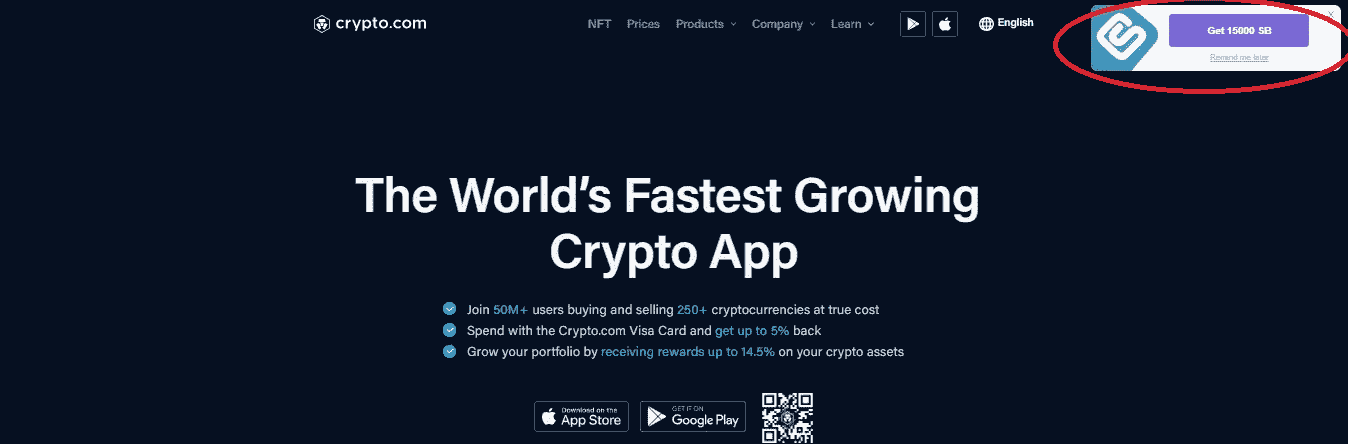 crypto.com
NFT Prices Products Company Learn English
Get 15000 SB
Remind me later
The World's Fastest Growing
Crypto App
Join 50M+ users buying and selling 250+ cryptocurrencies at true cost
Spend with the Crypto.com Visa Card and get up to 5% back
Grow your portfolio by receiving rewards up to 14.5% on your crypto assets
Download on the
App Store
GET IT ON
Google Play